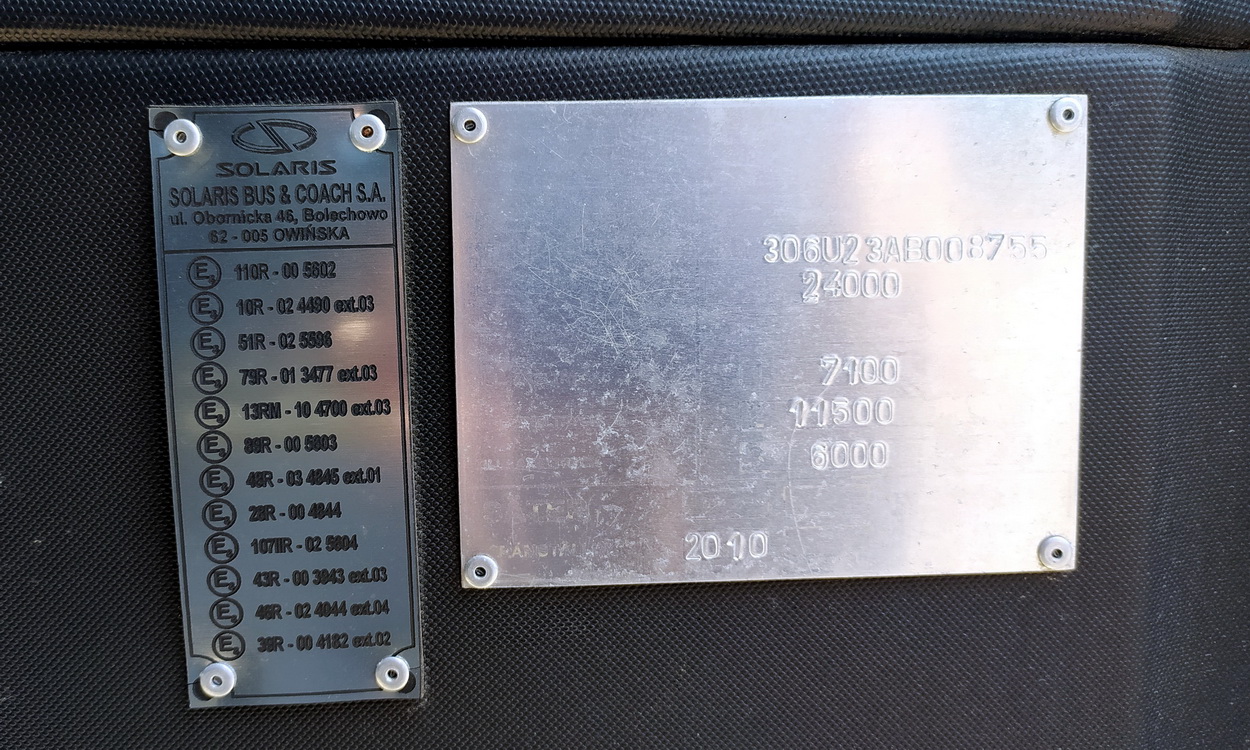 SOLARIS
SOLARIS BUS & COACH S.A.
ul. Obornicka 46, Bolechowo
62 - 005 OWIŃSKA
110R - 00 5602
10R - 02 4490 ext.03
51R - 02 5596
79R - 01 3477 ext.03
13RM - 10 4700 ext.03
89R - 00 5603
48R - 03 4845 ext.01
28R - 00 4844
107IIR - 02 5604
43R - 00 3943 ext.03
46R - 02 4044 ext.04
39R - 00 4182 ext.02
306U23AB008755
24000
7100
11500
6000
2010